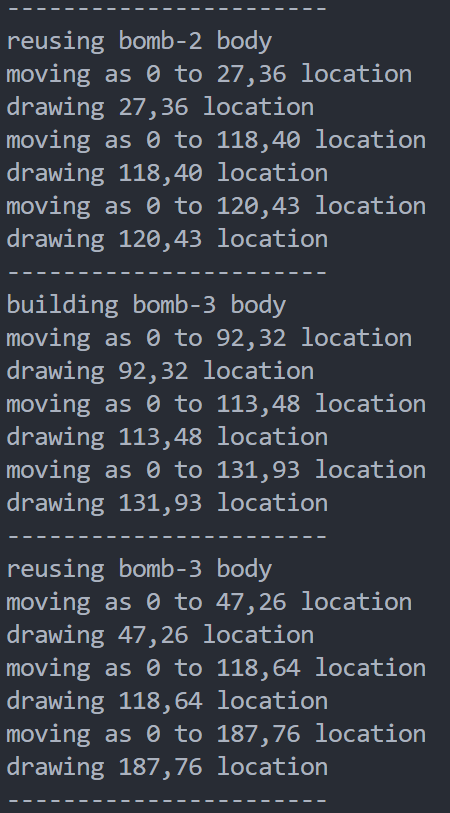 -----------------------
reusing bomb-2 body
moving as 0 to 27,36 location
drawing 27,36 location
moving as 0 to 118,40 location
drawing 118,40 location
moving as 0 to 120,43 location
drawing 120,43 location
-----------------------
building bomb-3 body
moving as 0 to 92,32 location
drawing 92,32 location
moving as 0 to 113,48 location
drawing 113,48 location
moving as 0 to 131,93 location
drawing 131,93 location
-----------------------
reusing bomb-3 body
moving as 0 to 47,26 location
drawing 47,26 location
moving as 0 to 118,64 location
drawing 118,64 location
moving as 0 to 187,76 location
drawing 187,76 location
-----------------------